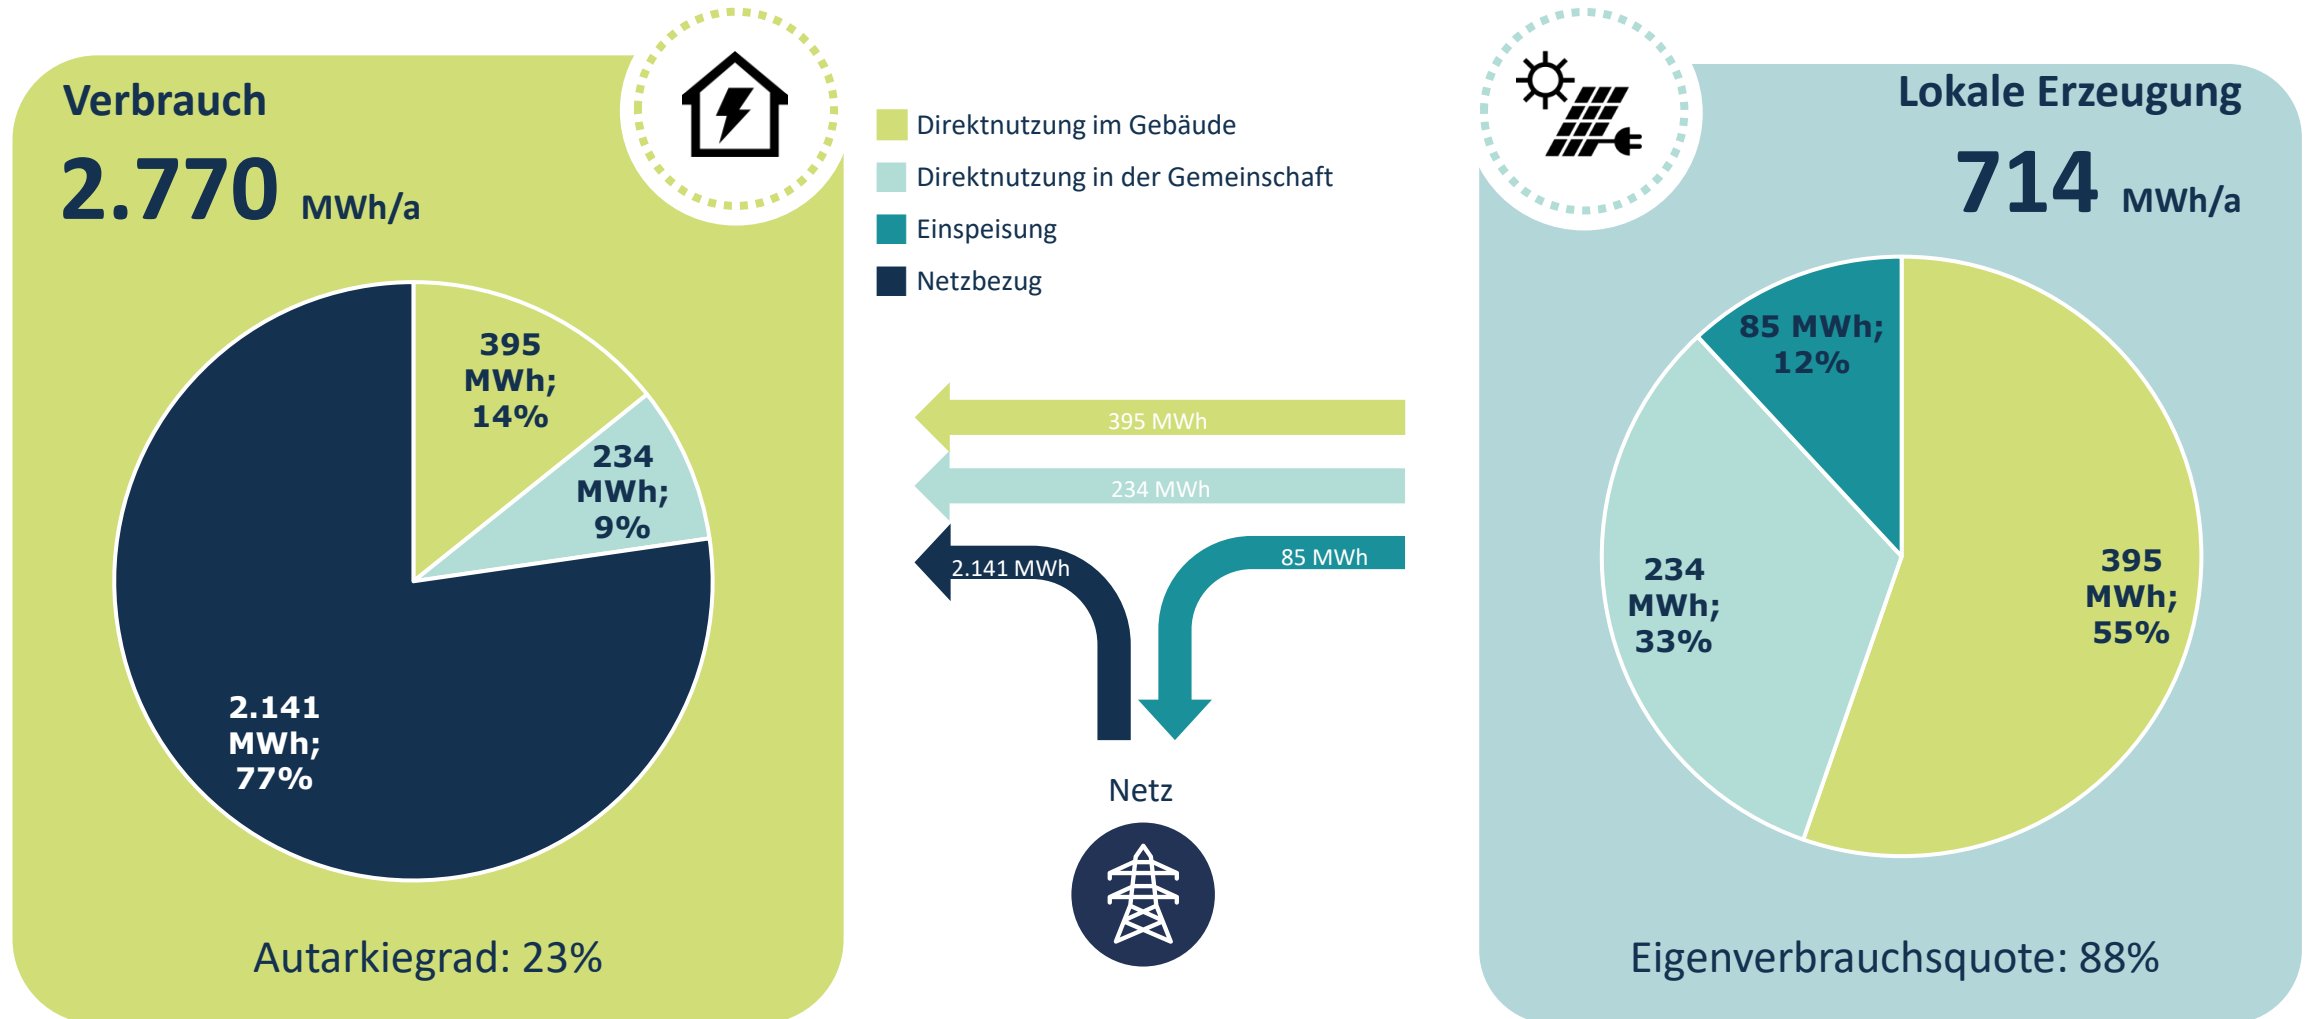 Verbrauch
2.770 MWh/a
395
MWh;
14%
234
MWh;
9%
2.141
MWh;
77%
Autarkiegrad: 23%
Direktnutzung im Gebäude
Direktnutzung in der Gemeinschaft
Einspeisung
Netzbezug
395 MWh
234 MWh
2.141 MWh
85 MWh
Netz
Lokale Erzeugung
714 MWh/a
85 MWh;
12%
234
MWh;
33%
395
MWh;
55%
Eigenverbrauchsquote: 88%